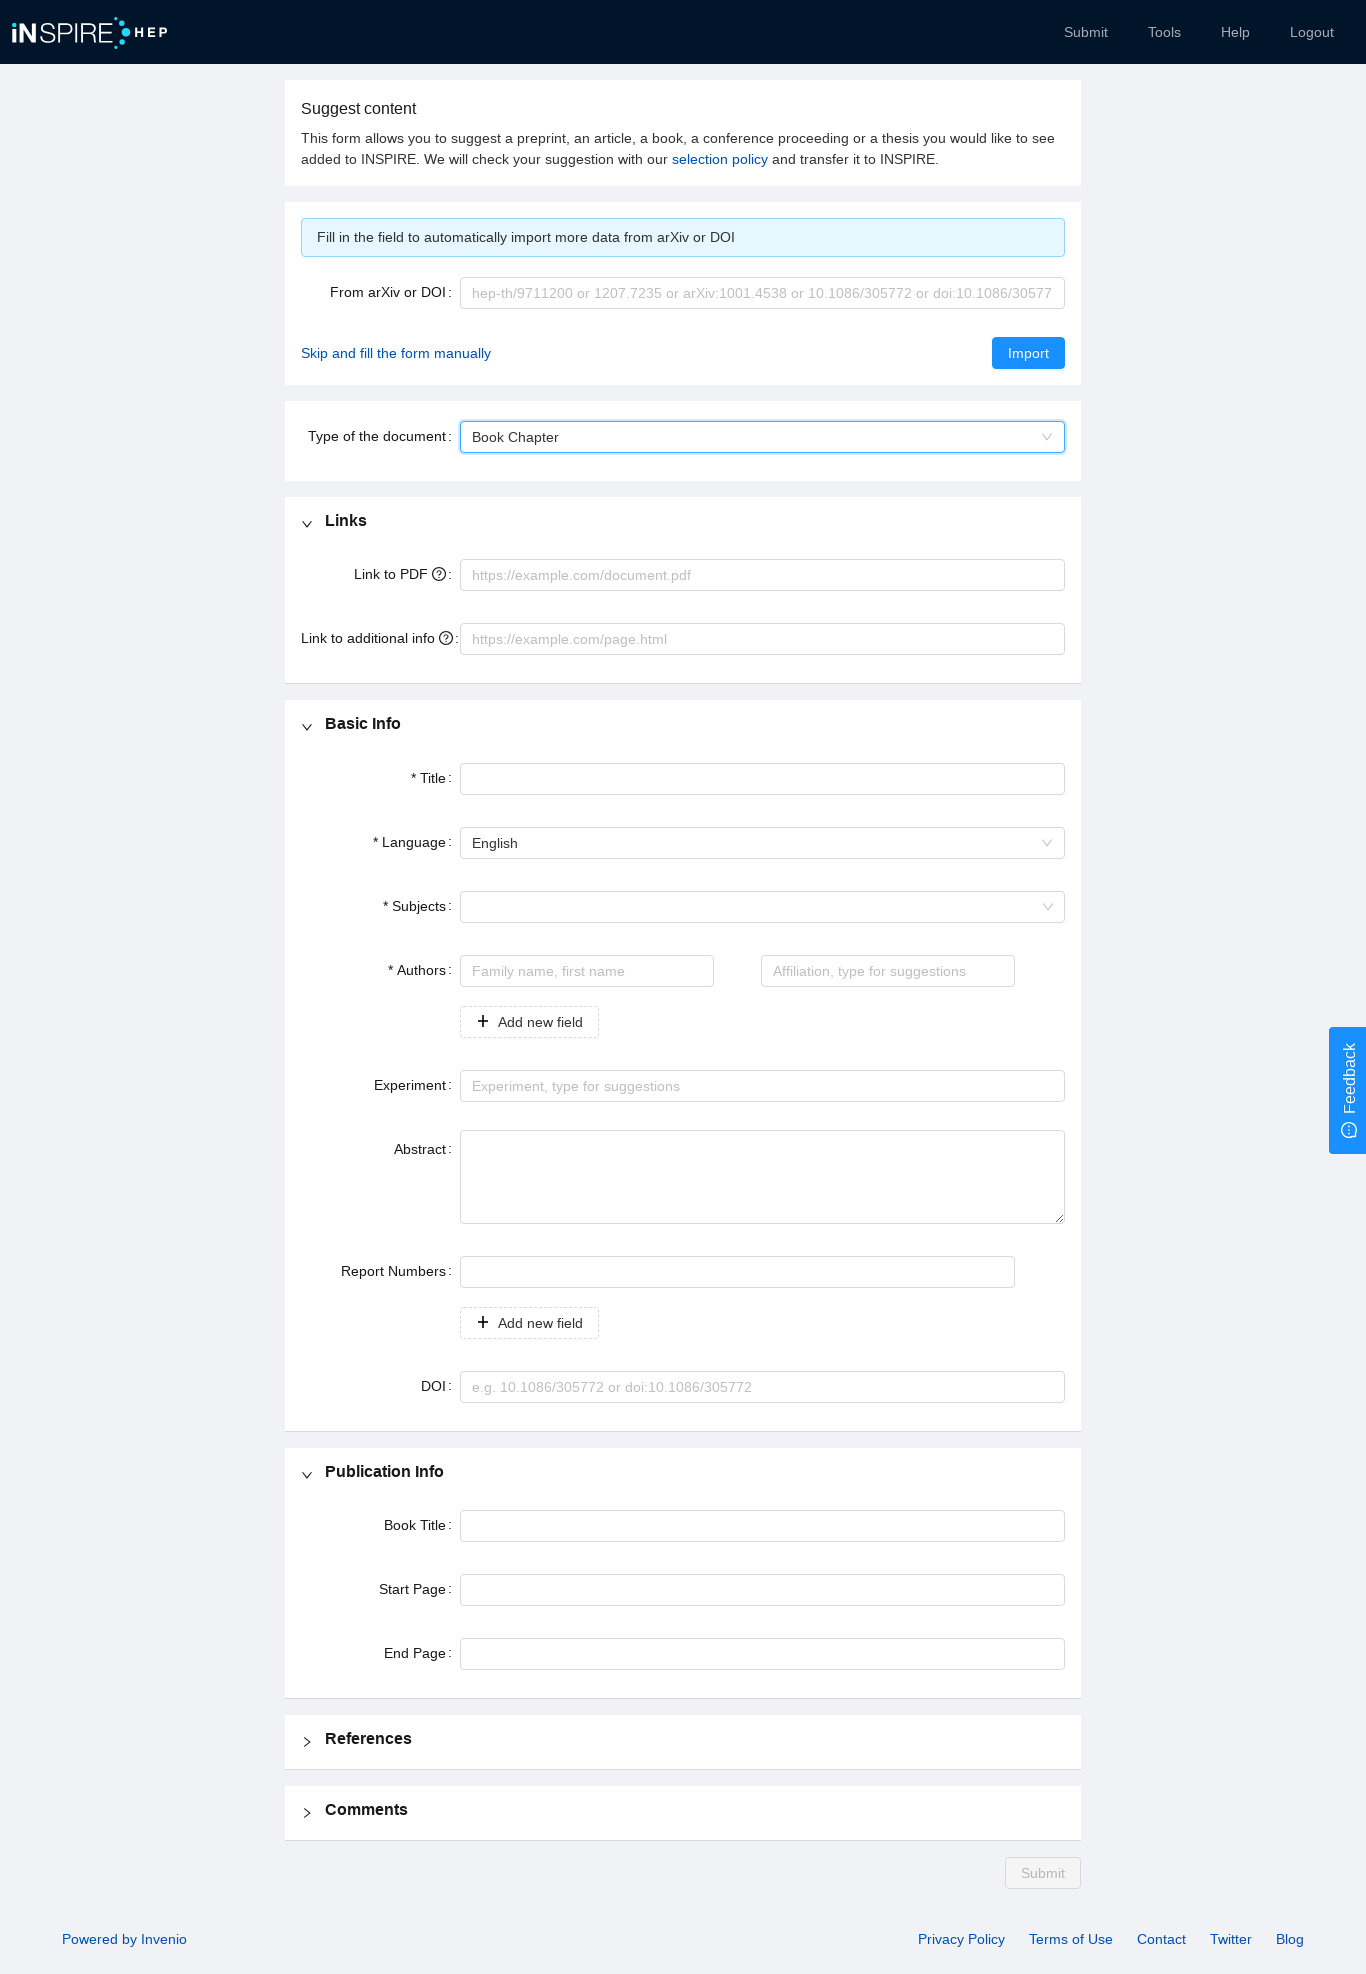 iNSPIRE HEP
Submit Tools Help Logout
Suggest content
This form allows you to suggest a preprint, an article, a book, a conference proceeding or a thesis you would like to see
added to INSPIRE. We will check your suggestion with our selection policy and transfer it to INSPIRE.
Fill in the field to automatically import more data from arXiv or DOI
From arXiv or DOI: hep-th/9711200 or 1207.7235 or arXiv:1001.4538 or 10.1086/305772 or doi:10.1086/30577
Skip and fill the form manually Import
Type of the document: Book Chapter
Links
Link to PDF : https://example.com/document.pdf
Link to additional info : https://example.com/page.html
Basic Info
* Title:
* Language: English
* Subjects:
* Authors: Family name, first name Affiliation, type for suggestions
+ Add new field
Experiment: Experiment, type for suggestions
Feedback
Abstract:
Report Numbers:
+ Add new field
DOI: e.g. 10.1086/305772 or doi:10.1086/305772
Publication Info
Book Title:
Start Page:
End Page:
References
Comments
Submit
Powered by Invenio Privacy Policy Terms of Use Contact Twitter Blog